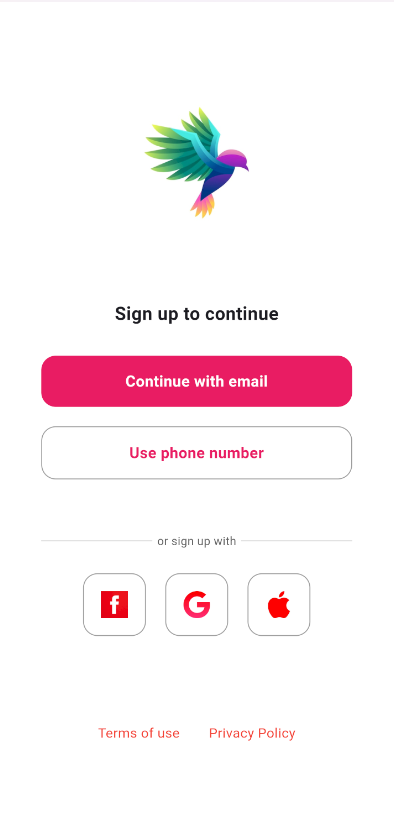 Sign up to continue
Continue with email
Use phone number
or sign up with
Terms of use Privacy Policy